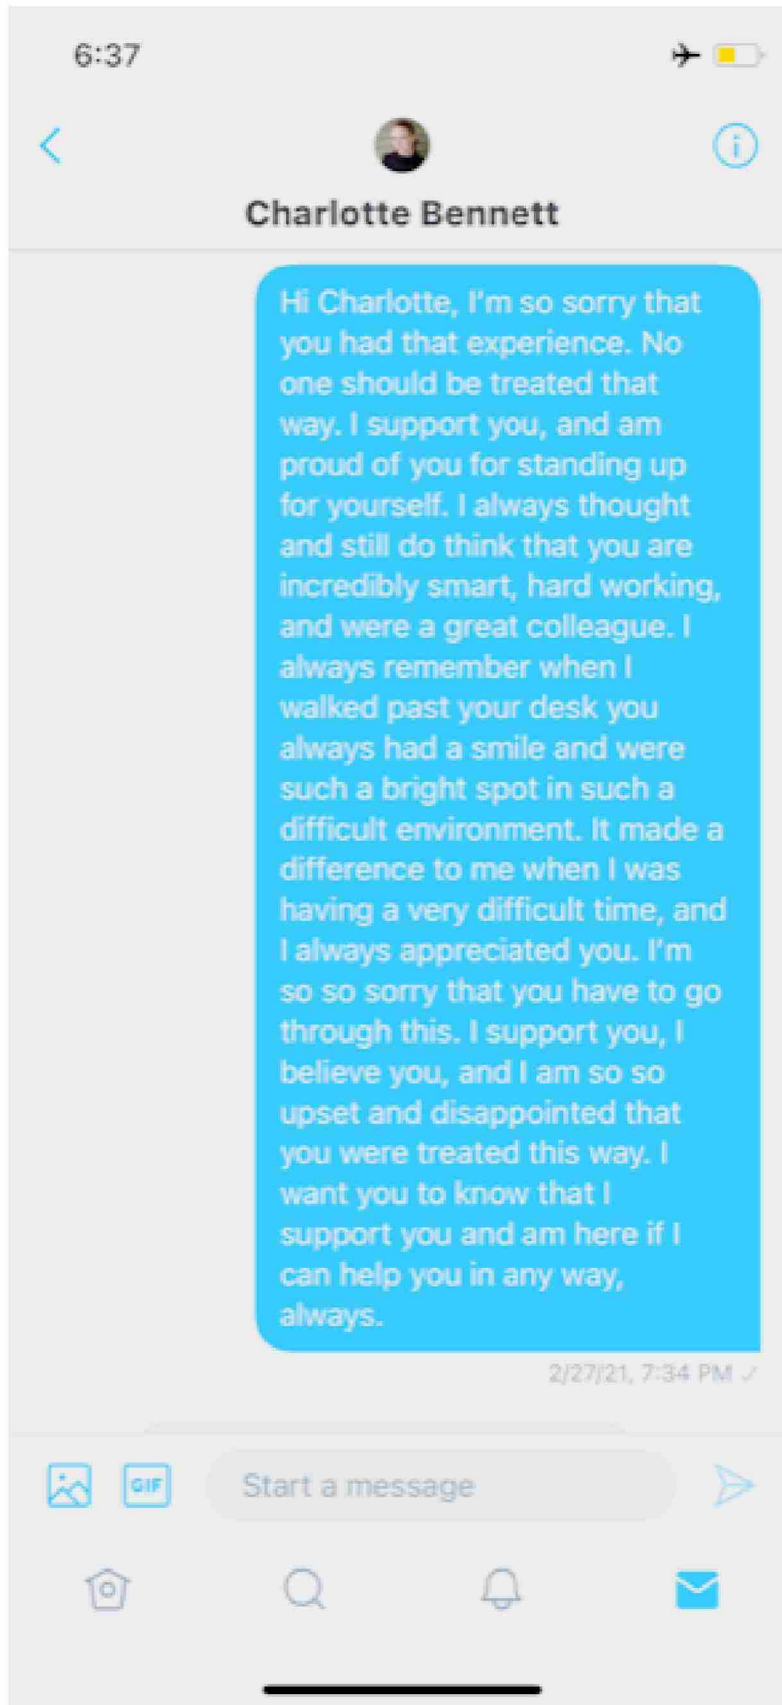 6:37
Charlotte Bennett
Hi Charlotte, I'm so sorry that
you had that experience. No
one should be treated that
way. I support you, and am
proud of you for standing up
for yourself. I always thought
and still do think that you are
incredibly smart, hard working,
and were a great colleague. I
always remember when I
walked past your desk you
always had a smile and were
such a bright spot in such a
difficult environment. It made a
difference to me when I was
having a very difficult time, and
I always appreciated you. I'm
so so sorry that you have to go
through this. I support you, I
believe you, and I am so so
upset and disappointed that
you were treated this way. I
want you to know that I
support you and am here if I
can help you in any way,
always.
2/27/21, 7:34 PM ✓
GIF
Start a message